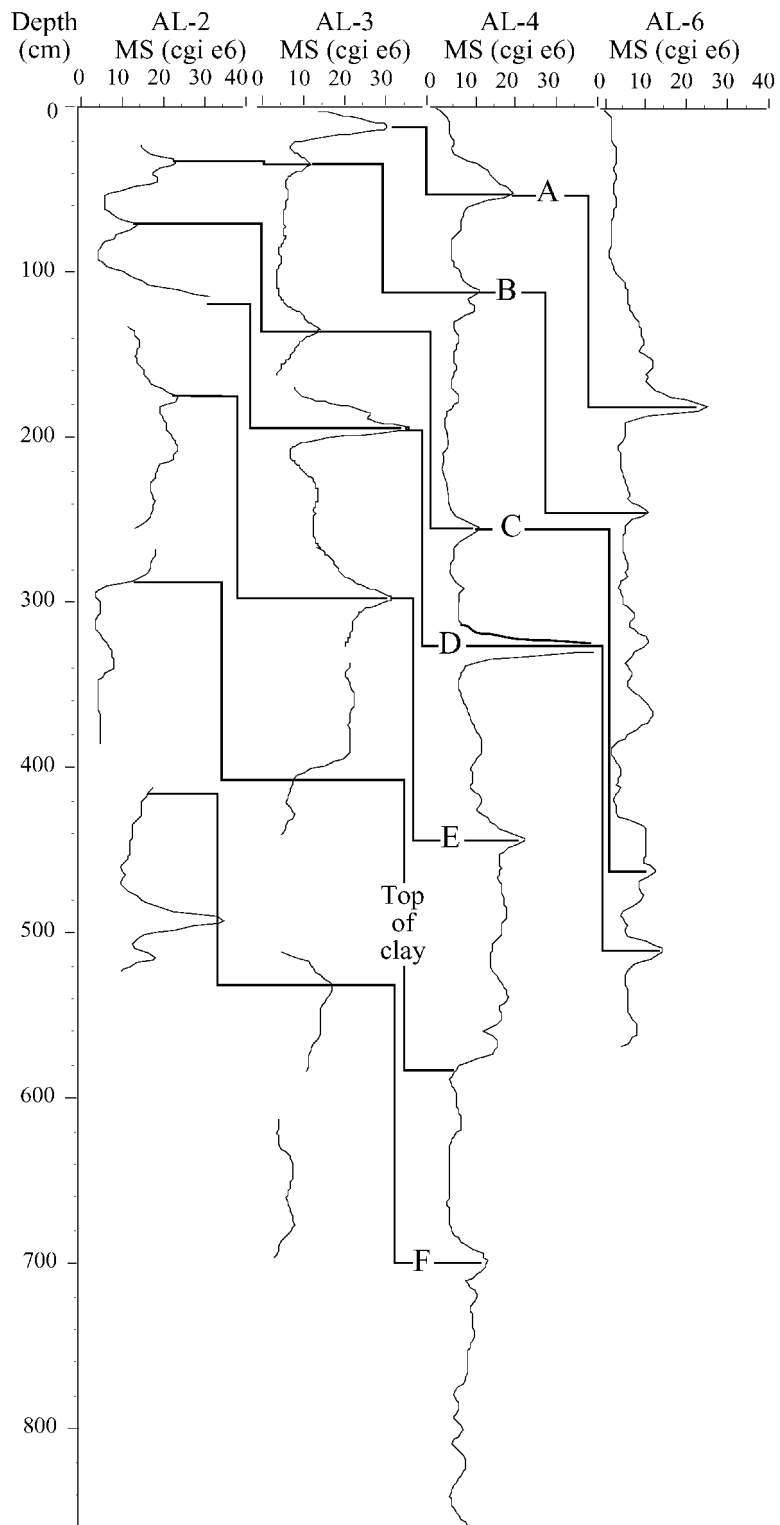 Depth
(cm)
AL-2
MS (cgi e6)
AL-3
MS (cgi e6)
AL-4
MS (cgi e6)
AL-6
MS (cgi e6)
0 10 20 30 40
0 10 30
0 10 20 30
0 10 20 30 40
0
100
200
300
400
500
600
700
800
A
B
C
D
E
Top
of
clay
F